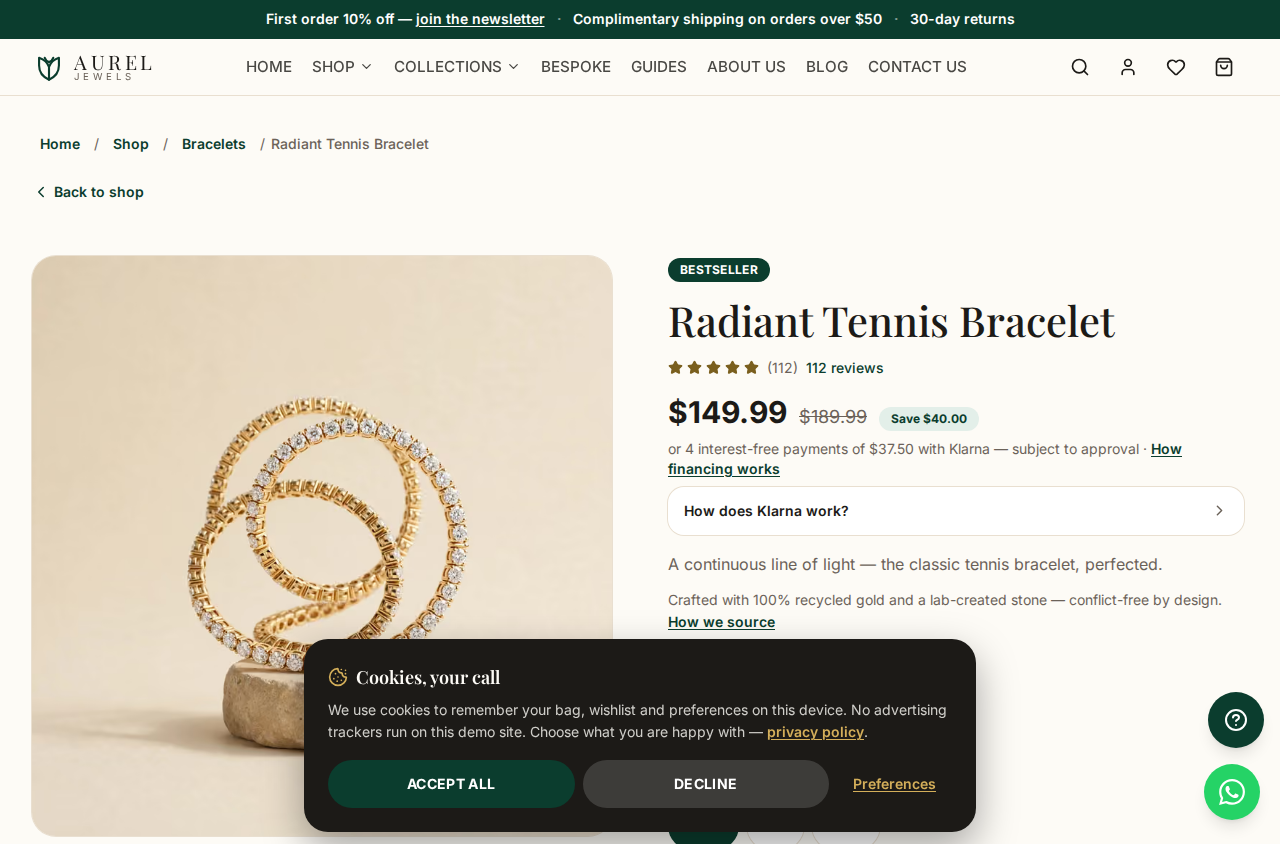 First order 10% off — join the newsletter · Complimentary shipping on orders over $50 · 30-day returns
AUREL
JEWELS
HOME SHOP COLLECTIONS BESPOKE GUIDES ABOUT US BLOG CONTACT US
Home / Shop / Bracelets / Radiant Tennis Bracelet
Back to shop
BESTSELLER
Radiant Tennis Bracelet
(112) 112 reviews
$149.99 $189.99 Save $40.00
or 4 interest-free payments of $37.50 with Klarna — subject to approval · How
financing works
How does Klarna work?
A continuous line of light — the classic tennis bracelet, perfected.
Crafted with 100% recycled gold and a lab-created stone — conflict-free by design.
How we source
Cookies, your call
We use cookies to remember your bag, wishlist and preferences on this device. No advertising
trackers run on this demo site. Choose what you are happy with — privacy policy.
ACCEPT ALL DECLINE Preferences